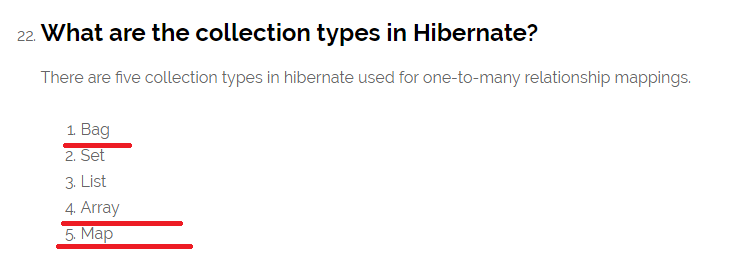 22. What are the collection types in Hibernate?
There are five collection types in hibernate used for one-to-many relationship mappings.
1. Bag
2. Set
3. List
4. Array
5. Map